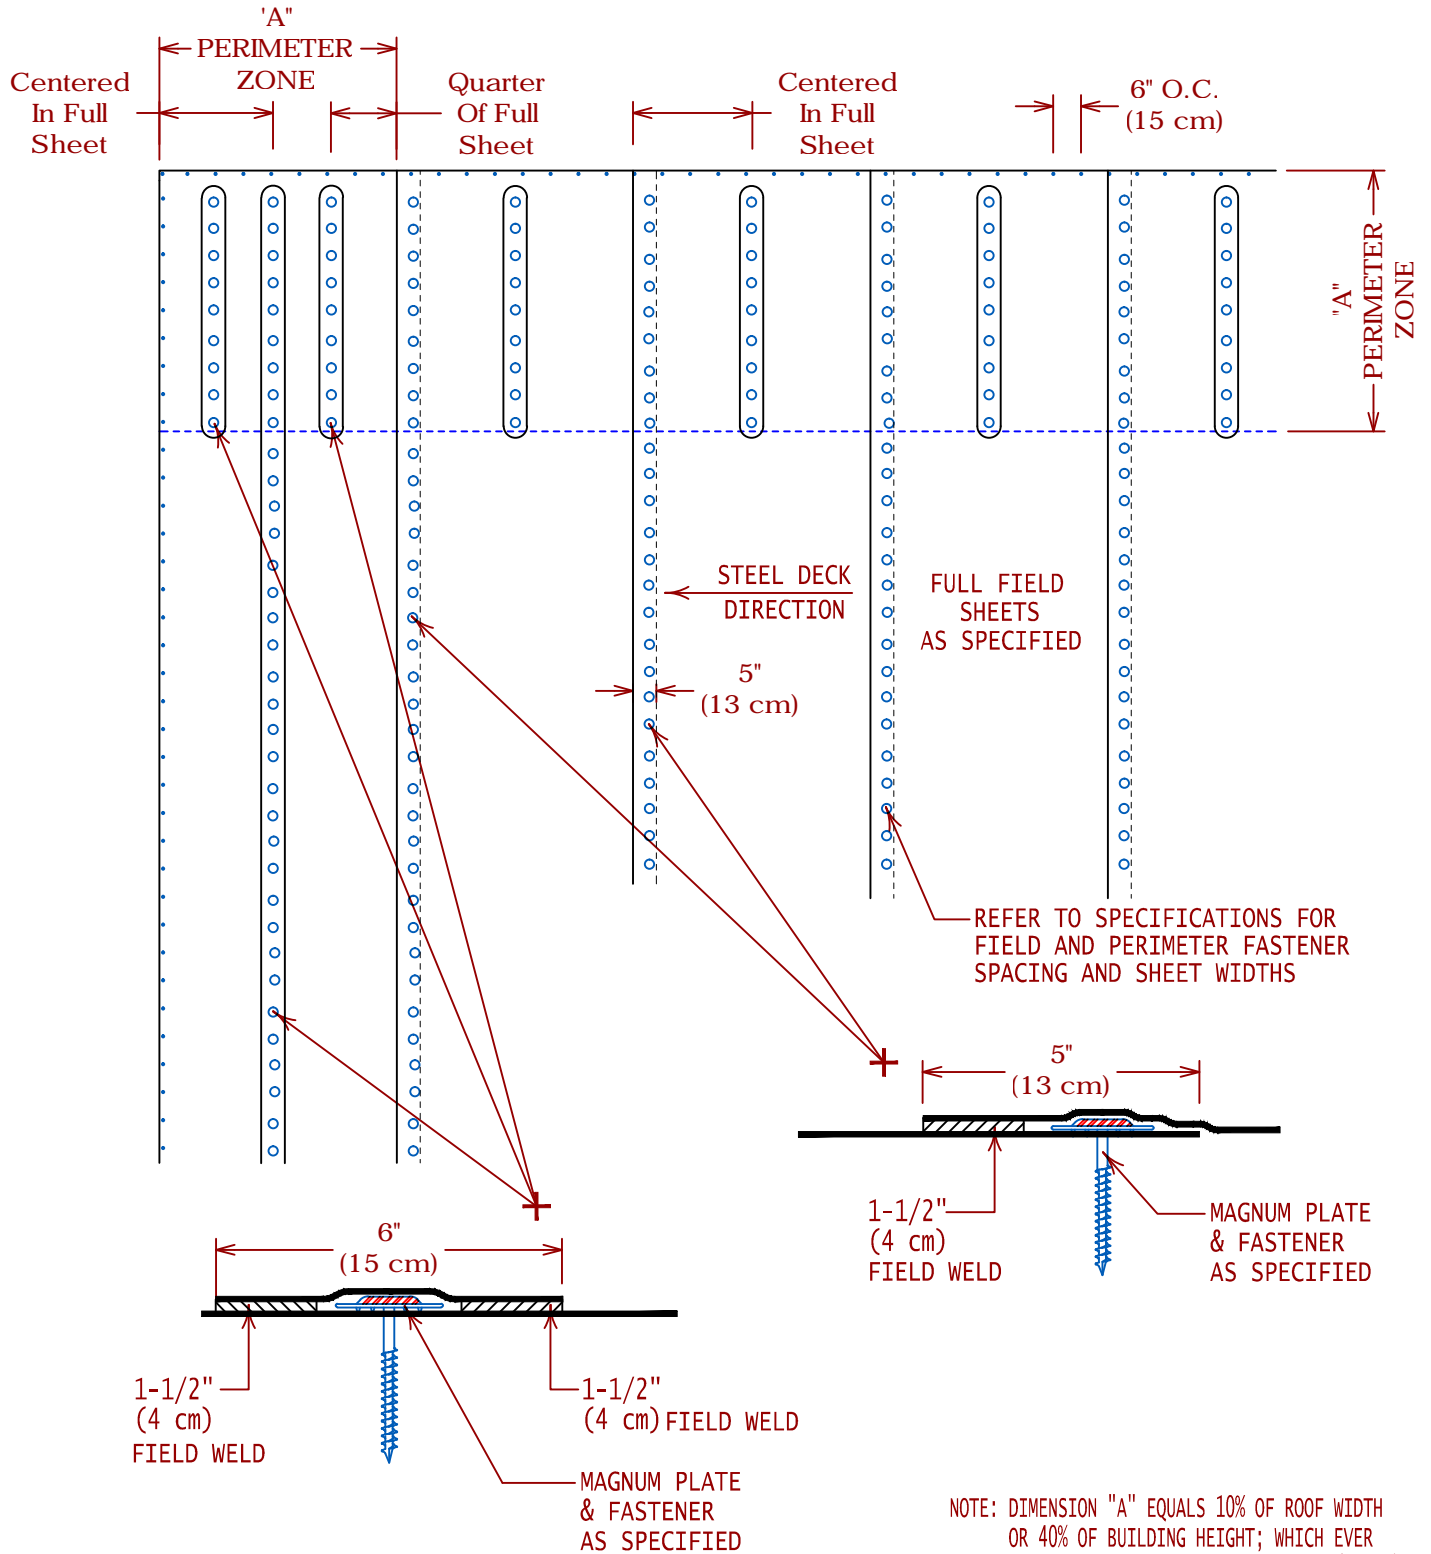 'A"
PERIMETER
ZONE
Centered
In Full
Sheet
Quarter
Of Full
Sheet
Centered
In Full
Sheet
6" O.C.
(15 cm)
"A"
PERIMETER
ZONE
STEEL DECK
DIRECTION
FULL FIELD
SHEETS
AS SPECIFIED
5"
(13 cm)
REFER TO SPECIFICATIONS FOR
FIELD AND PERIMETER FASTENER
SPACING AND SHEET WIDTHS
5"
(13 cm)
1-1/2"
(4 cm)
FIELD WELD
MAGNUM PLATE
& FASTENER
AS SPECIFIED
6"
(15 cm)
1-1/2"
(4 cm)
FIELD WELD
1-1/2"
(4 cm) FIELD WELD
MAGNUM PLATE
& FASTENER
AS SPECIFIED
NOTE: DIMENSION "A" EQUALS 10% OF ROOF WIDTH
OR 40% OF BUILDING HEIGHT; WHICH EVER